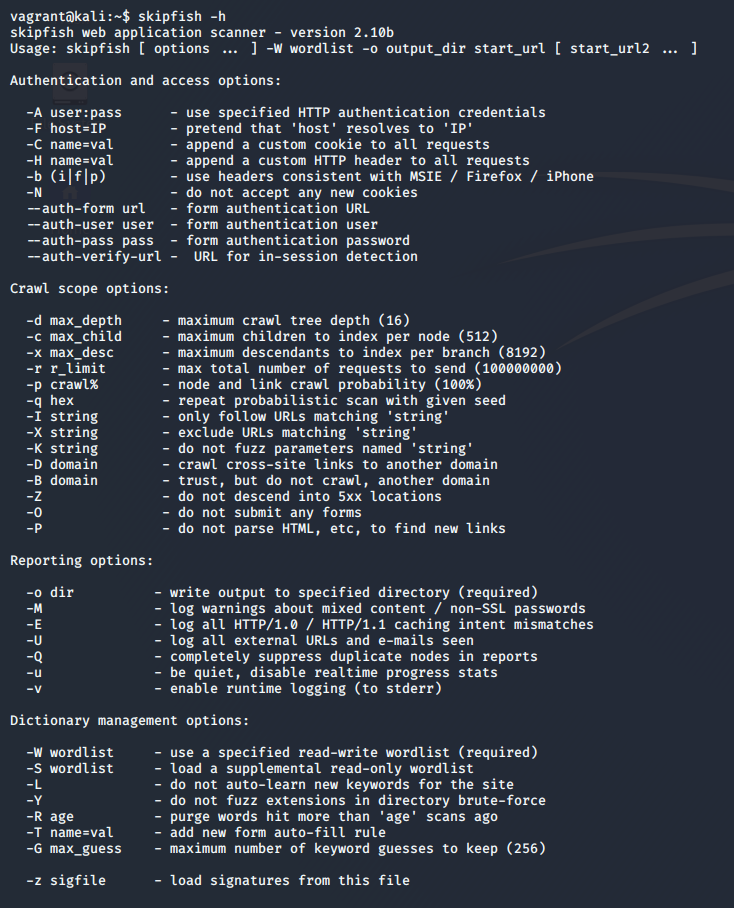 vagrant@kali:~$ skipfish -h
skipfish web application scanner - version 2.10b
Usage: skipfish [ options ... ] -W wordlist -o output_dir start_url [ start_url2 ... ]
Authentication and access options:
-A user:pass - use specified HTTP authentication credentials
-F host=IP - pretend that 'host' resolves to 'IP'
-C name=val - append a custom cookie to all requests
-H name=val - append a custom HTTP header to all requests
-b (i|f|p) - use headers consistent with MSIE / Firefox / iPhone
-N - do not accept any new cookies
--auth-form url - form authentication URL
--auth-user user - form authentication user
--auth-pass pass - form authentication password
--auth-verify-url - URL for in-session detection
Crawl scope options:
-d max_depth - maximum crawl tree depth (16)
-c max_child - maximum children to index per node (512)
-x max_desc - maximum descendants to index per branch (8192)
-r r_limit - max total number of requests to send (100000000)
-p crawl% - node and link crawl probability (100%)
-q hex - repeat probabilistic scan with given seed
-I string - only follow URLs matching 'string'
-X string - exclude URLs matching 'string'
-K string - do not fuzz parameters named 'string'
-D domain - crawl cross-site links to another domain
-B domain - trust, but do not crawl, another domain
-Z - do not descend into 5xx locations
-O - do not submit any forms
-P - do not parse HTML, etc, to find new links
Reporting options:
-o dir - write output to specified directory (required)
-M - log warnings about mixed content / non-SSL passwords
-E - log all HTTP/1.0 / HTTP/1.1 caching intent mismatches
-U - log all external URLs and e-mails seen
-Q - completely suppress duplicate nodes in reports
-u - be quiet, disable realtime progress stats
-v - enable runtime logging (to stderr)
Dictionary management options:
-W wordlist - use a specified read-write wordlist (required)
-S wordlist - load a supplemental read-only wordlist
-L - do not auto-learn new keywords for the site
-Y - do not fuzz extensions in directory brute-force
-R age - purge words hit more than 'age' scans ago
-T name=val - add new form auto-fill rule
-G max_guess - maximum number of keyword guesses to keep (256)
-z sigfile - load signatures from this file